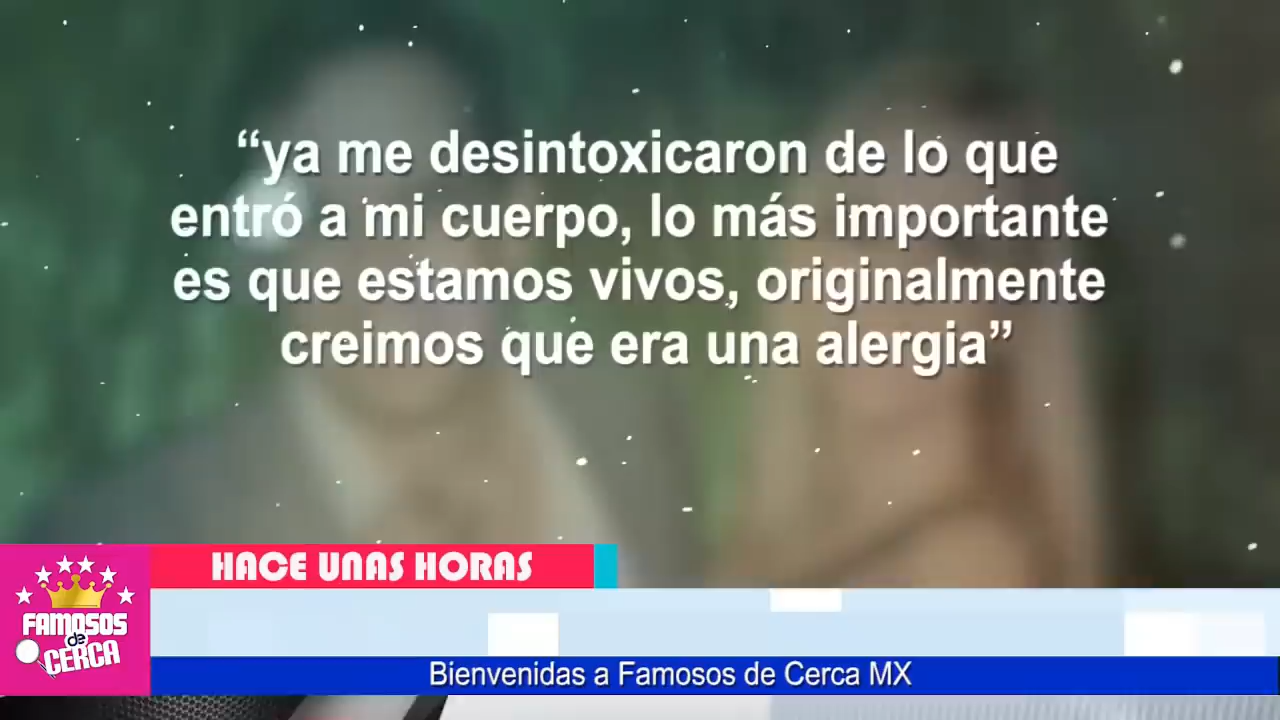 “ya me desintoxicaron de lo que
entró a mi cuerpo, lo más importante
es que estamos vivos, originalmente
creimos que era una alergia”
HACE UNAS HORAS
FAMOSOS
de
CERCA
Bienvenidas a Famosos de Cerca MX